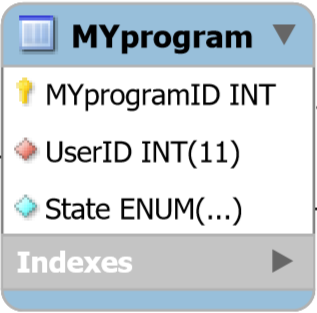 MYprogram
MYprogramID INT
UserID INT(11)
State ENUM(...)
Indexes